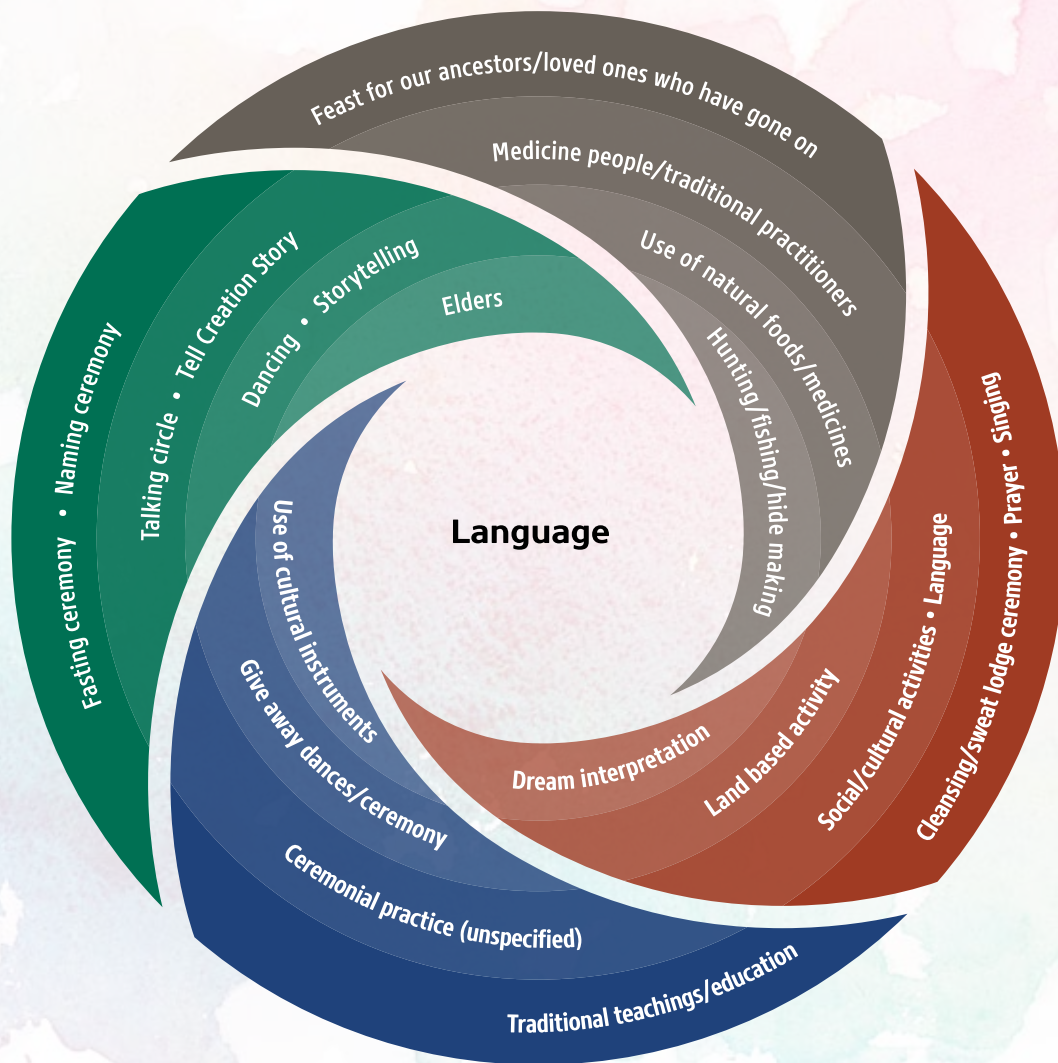 Feast for our ancestors/loved ones who have gone on
Medicine people/traditional practitioners
Use of natural foods/medicines
Hunting/fishing/hide making
Cleansing/sweat lodge ceremony • Prayer • Singing
Social/cultural activities • Language
Land based activity
Dream interpretation
Traditional teachings/education
Ceremonial practice (unspecified)
Give away dances/ceremony
Use of cultural instruments
Fasting ceremony • Naming ceremony
Talking circle • Tell Creation Story
Dancing • Storytelling
Elders
Language